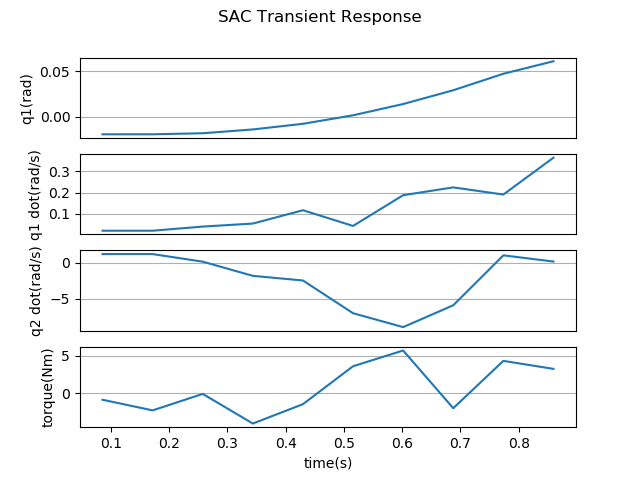 SAC Transient Response
q1(rad)
0.05
0.00
q1 dot(rad/s)
0.3
0.2
0.1
q2 dot(rad/s)
0
−5
torque(Nm)
5
0
0.1 0.2 0.3 0.4 0.5 0.6 0.7 0.8
time(s)